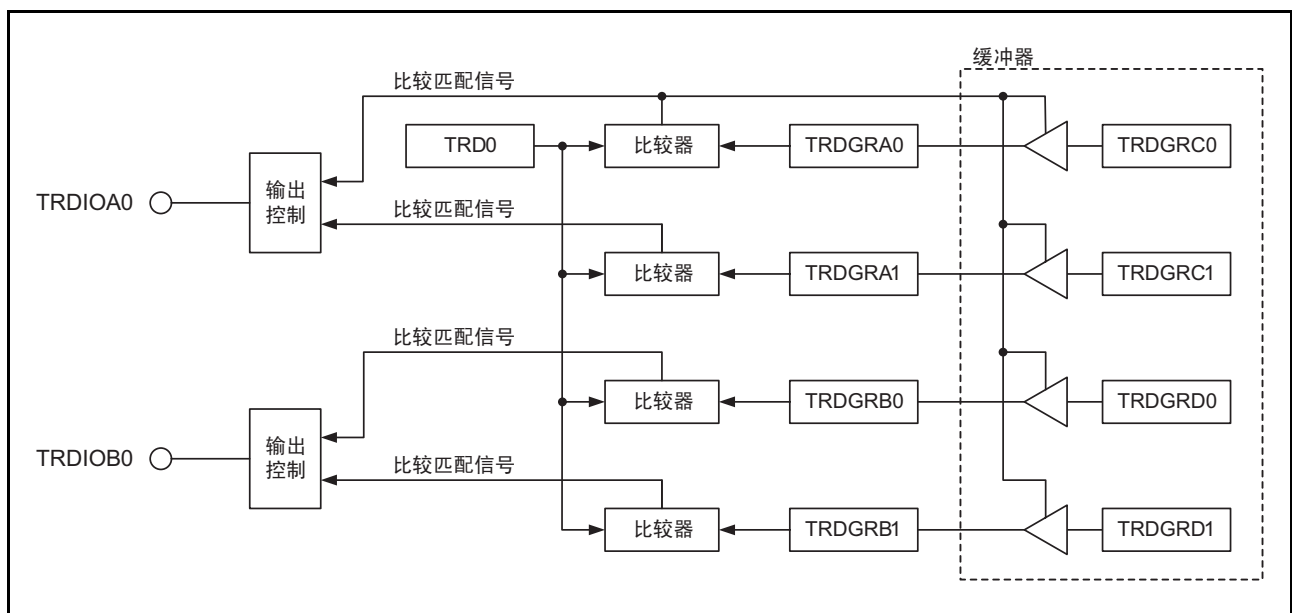 缓冲器
比较匹配信号
TRD0
比较器
TRDGRA0
TRDGRC0
TRDIOA0
输出
控制
比较匹配信号
比较器
TRDGRA1
TRDGRC1
比较匹配信号
比较器
TRDGRB0
TRDGRD0
TRDIOB0
输出
控制
比较匹配信号
比较器
TRDGRB1
TRDGRD1